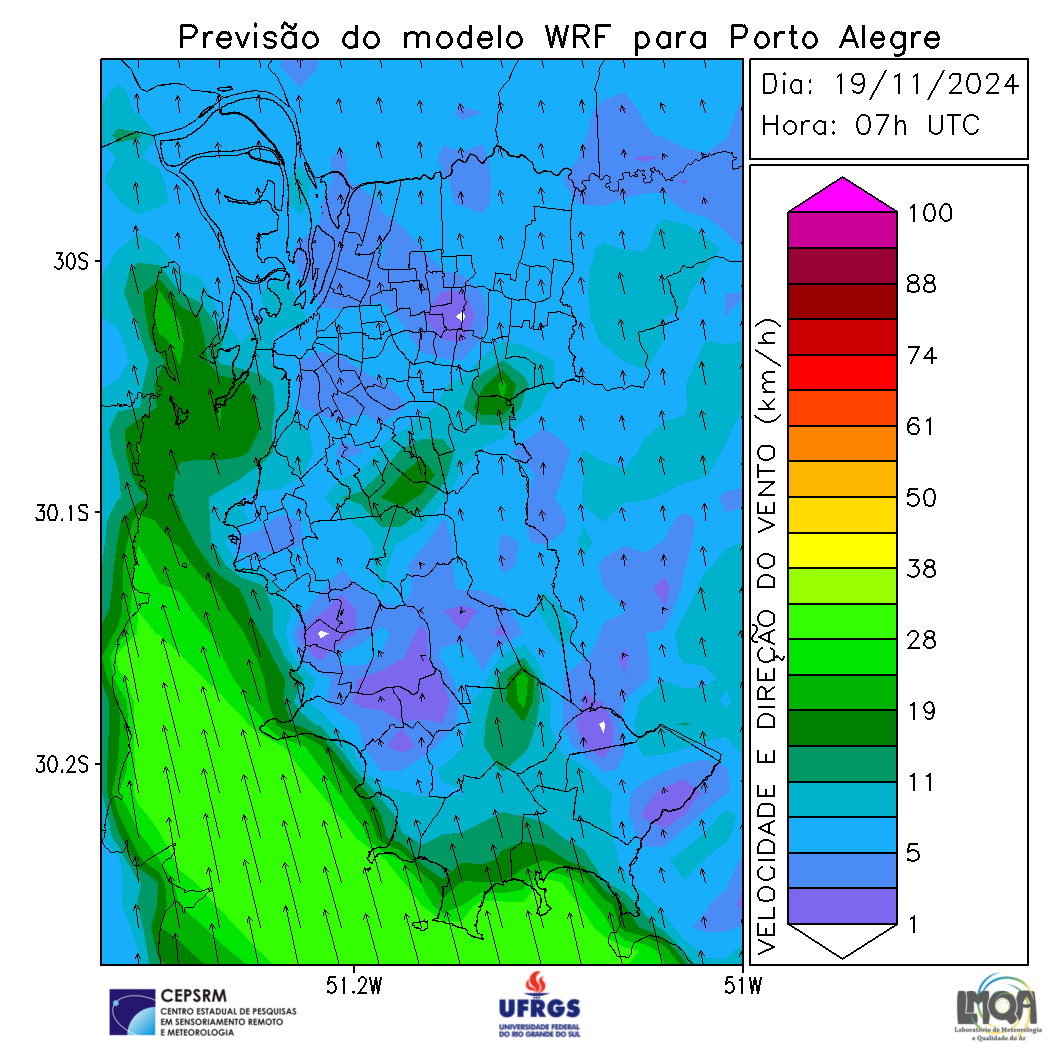 Previsão do modelo WRF para Porto Alegre
Dia: 19/11/2024
Hora: 07h UTC
30S
30.1S
30.2S
51.2W
51W
VELOCIDADE E DIREÇÃO DO VENTO (km/h)
100
88
74
61
50
38
28
19
11
5
1
CEPSRM
CENTRO ESTADUAL DE PESQUISAS
EM SENSORIAMENTO REMOTO
E METEOROLOGIA
UFRGS
UNIVERSIDADE FEDERAL
DO RIO GRANDE DO SUL
LMQA
Laboratório de Meteorologia
e Qualidade do Ar